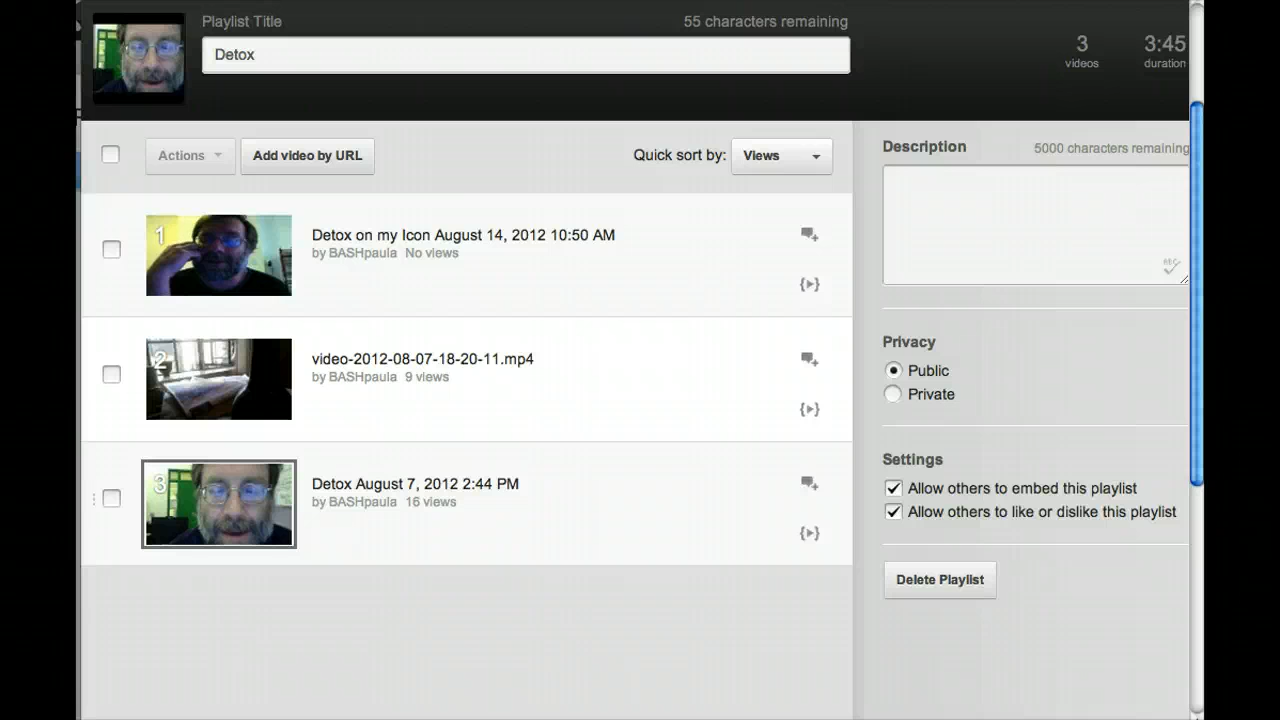 Playlist Title
55 characters remaining
Detox
3
videos
3:45
duration
Actions
Add video by URL
Quick sort by:
Views
Description
5000 characters remaining
ABC
1
Detox on my Icon August 14, 2012 10:50 AM
by BASHpaula No views
2
video-2012-08-07-18-20-11.mp4
by BASHpaula 9 views
3
Detox August 7, 2012 2:44 PM
by BASHpaula 16 views
Privacy
Public
Private
Settings
Allow others to embed this playlist
Allow others to like or dislike this playlist
Delete Playlist